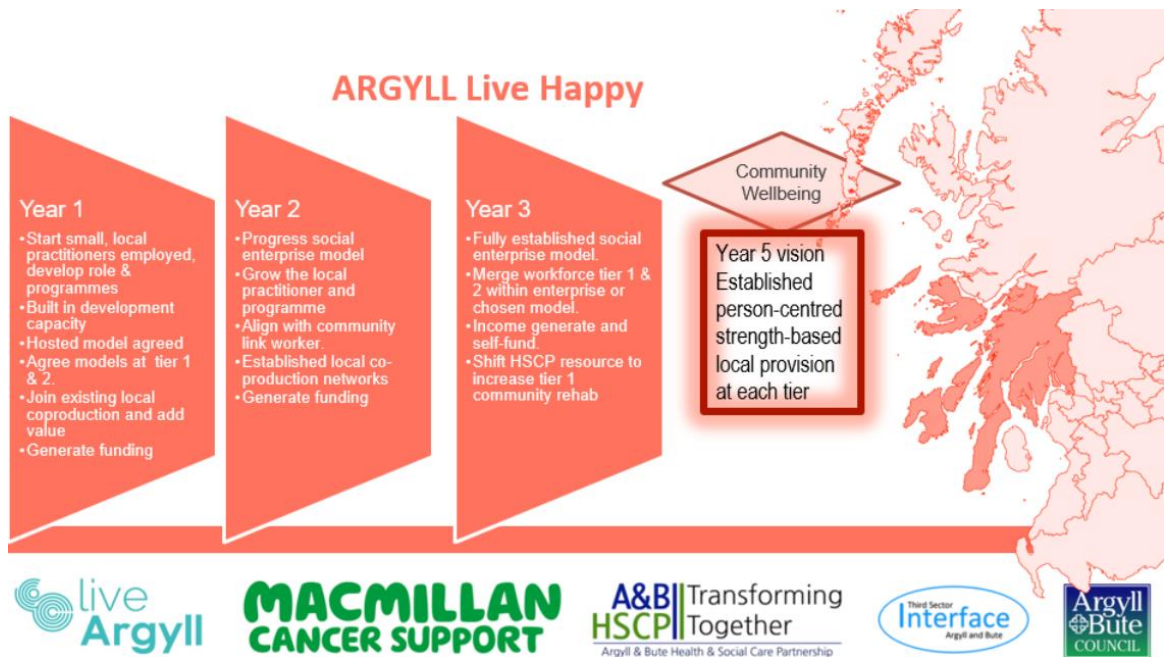 ARGYLL Live Happy
Year 1
•Start small, local
practitioners employed,
develop role &
programmes
•Built in development
capacity
•Hosted model agreed
•Agree models at tier 1
& 2.
•Join existing local
coproduction and add
value
•Generate funding
Year 2
•Progress social
enterprise model
•Grow the local
practitioner and
programme
•Align with community
link worker.
•Established local co-
production networks
•Generate funding
Year 3
•Fully established social
enterprise model.
•Merge workforce tier 1 &
2 within enterprise or
chosen model.
•Income generate and
self-fund.
•Shift HSCP resource to
increase tier 1
community rehab
Community
Wellbeing
Year 5 vision
Established
person-centred
strength-based
local provision
at each tier
live
Argyll
MACMILLAN
CANCER SUPPORT
A&B
HSCP
Transforming
Together
Argyll & Bute Health & Social Care Partnership
Third Sector
Interface
Argyll and Bute
Argyll
Bute
COUNCIL